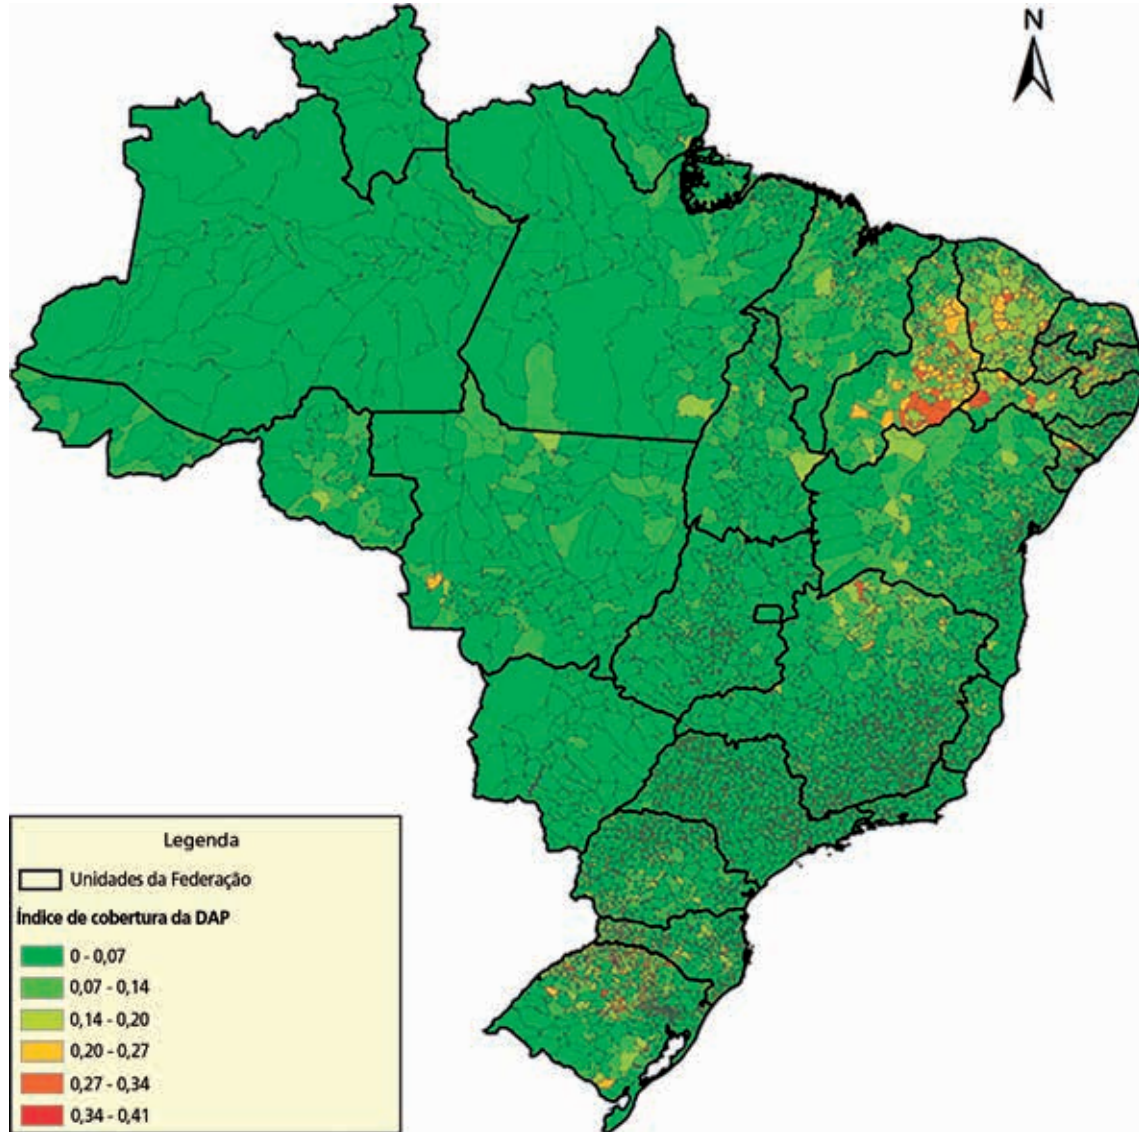 N
Legenda
Unidades da Federação
Índice de cobertura da DAP
0 - 0,07
0,07 - 0,14
0,14 - 0,20
0,20 - 0,27
0,27 - 0,34
0,34 - 0,41